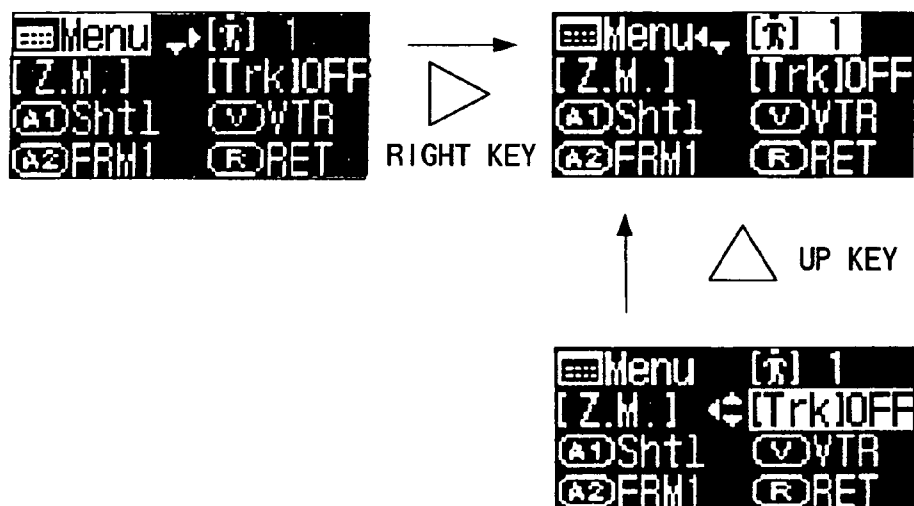 Menu [ ] 1
[Z.M.] [Trk]OFF
A1 Shtl V VTR
A2 FRM1 R RET
RIGHT KEY
Menu [ ] 1
[Z.M.] [Trk]OFF
A1 Shtl V VTR
A2 FRM1 R RET
UP KEY
Menu [ ] 1
[Z.M.] [Trk]OFF
A1 Shtl V VTR
A2 FRM1 R RET